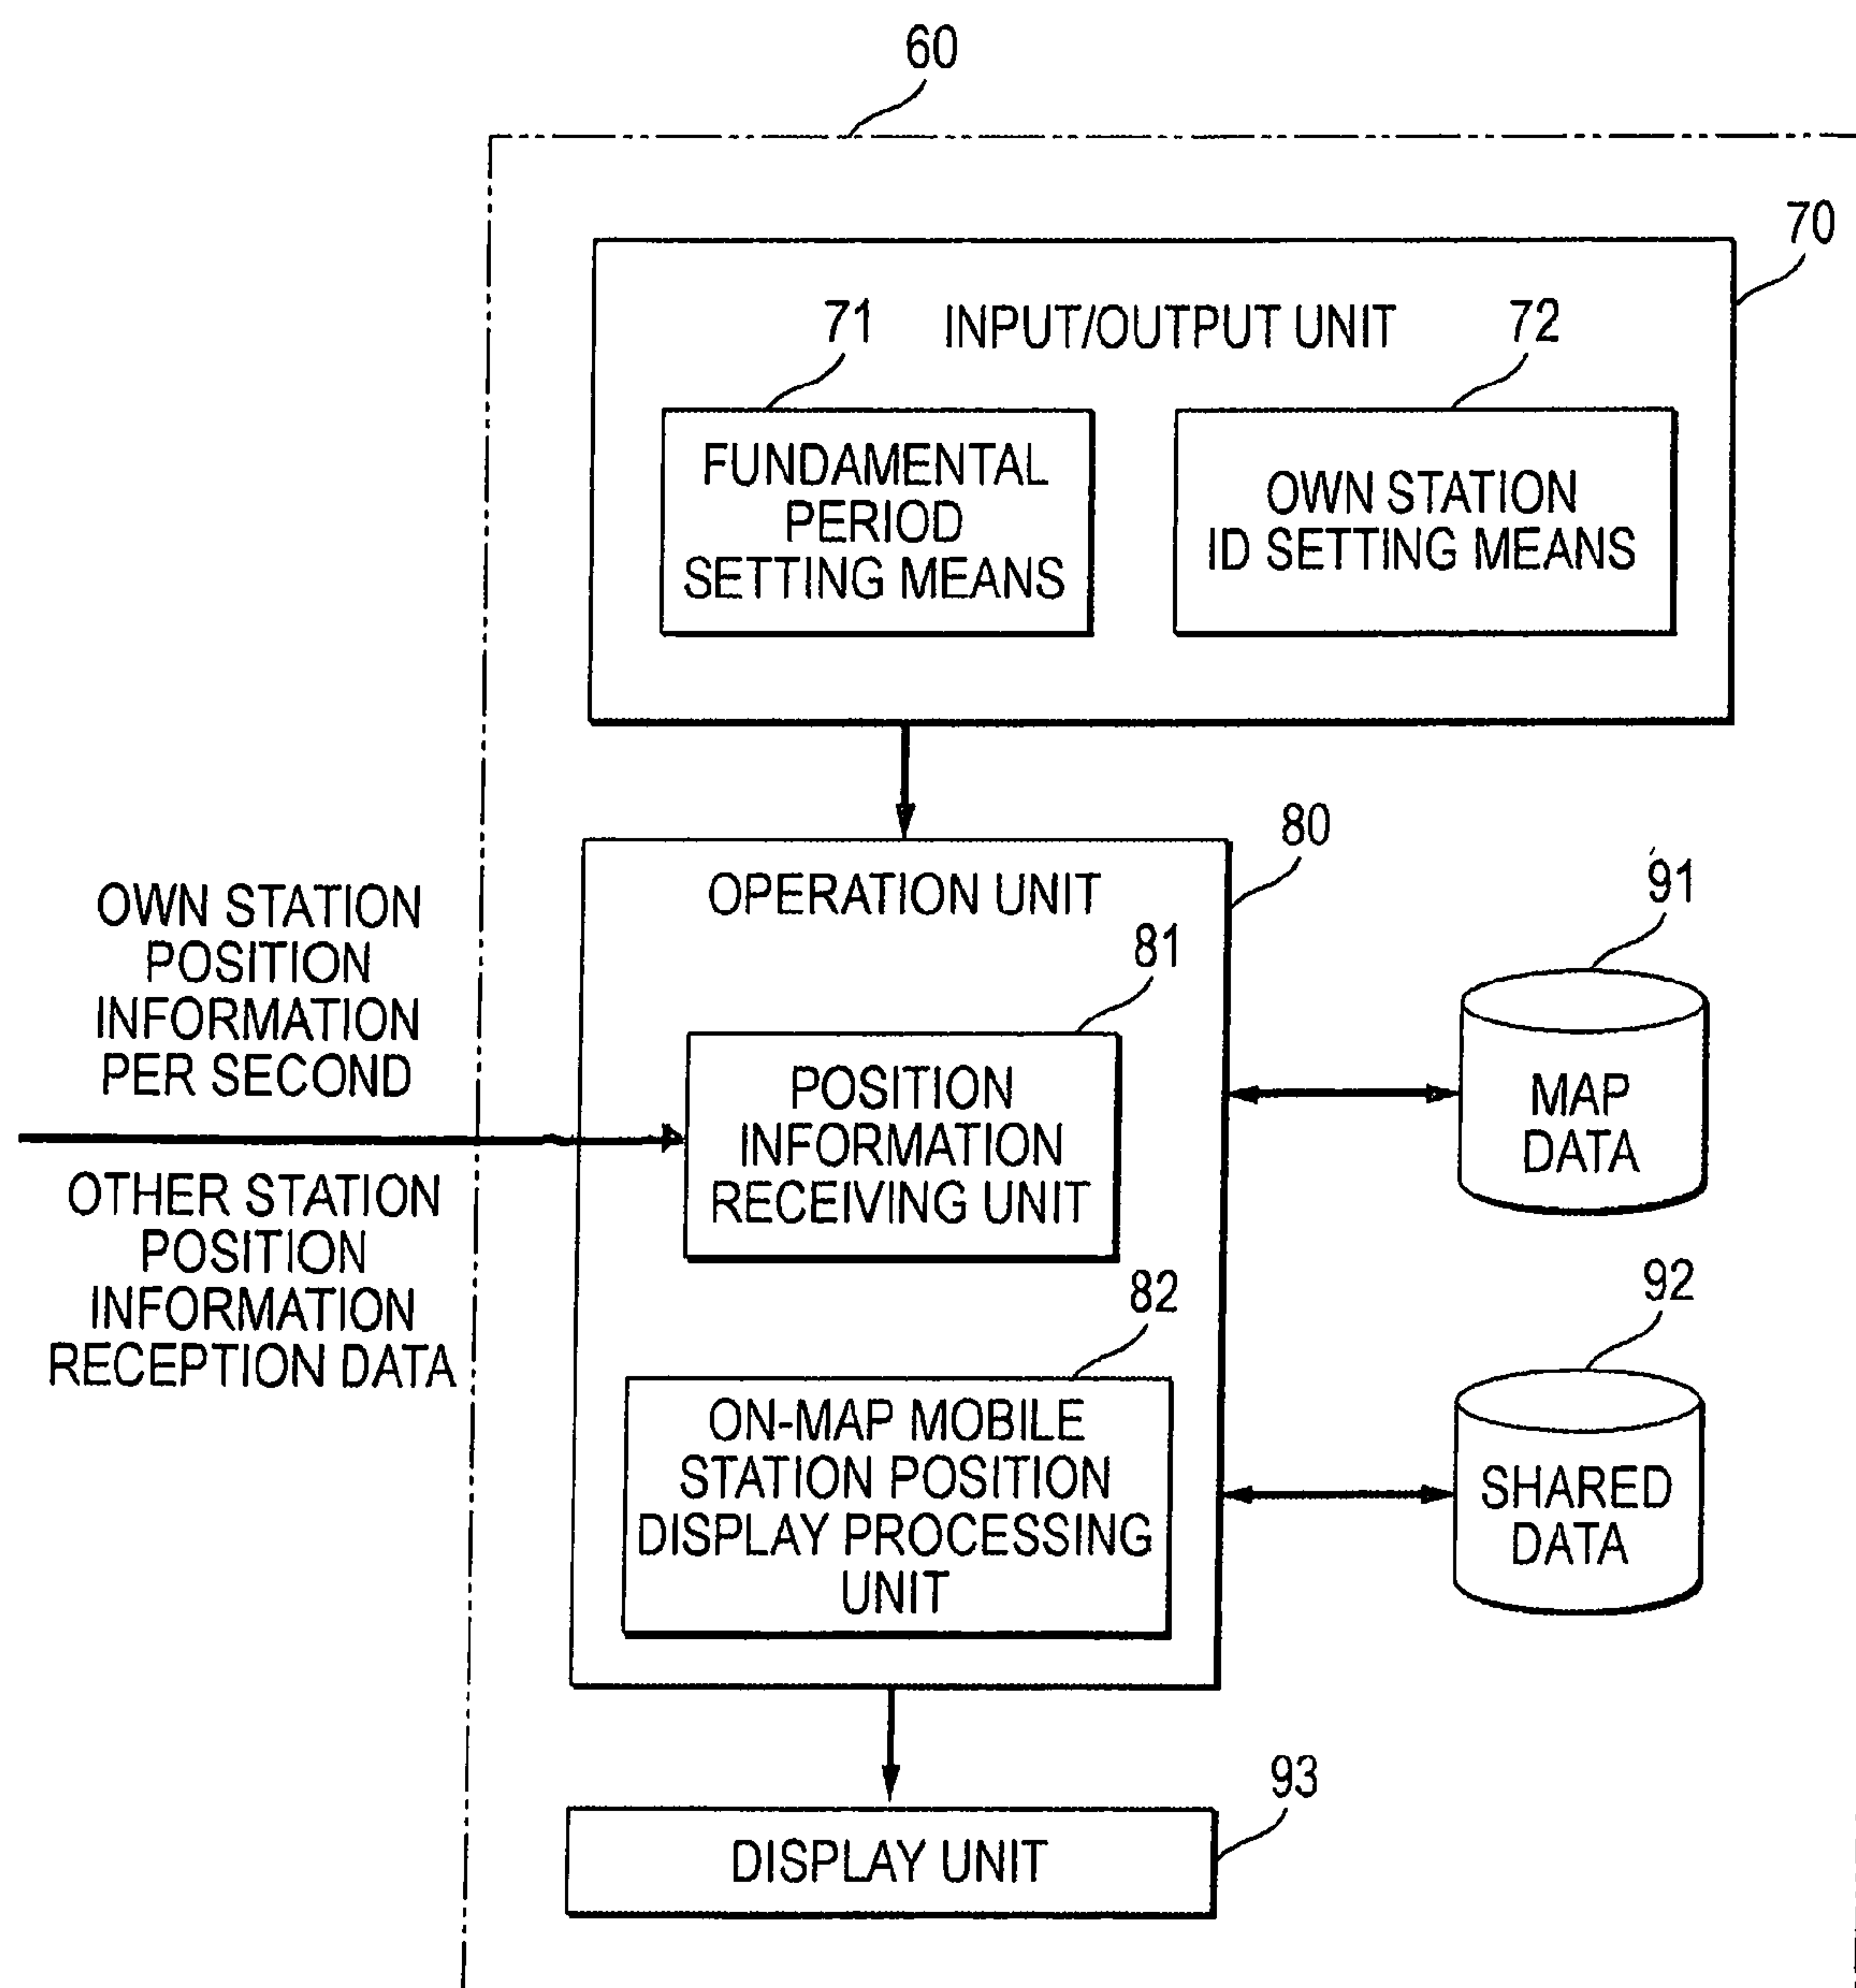 60
70
INPUT/OUTPUT UNIT
71
72
FUNDAMENTAL
PERIOD
SETTING MEANS
OWN STATION
ID SETTING MEANS
80
OPERATION UNIT
OWN STATION
POSITION
INFORMATION
PER SECOND
OTHER STATION
POSITION
INFORMATION
RECEPTION DATA
81
POSITION
INFORMATION
RECEIVING UNIT
82
ON-MAP MOBILE
STATION POSITION
DISPLAY PROCESSING
UNIT
91
MAP
DATA
92
SHARED
DATA
93
DISPLAY UNIT